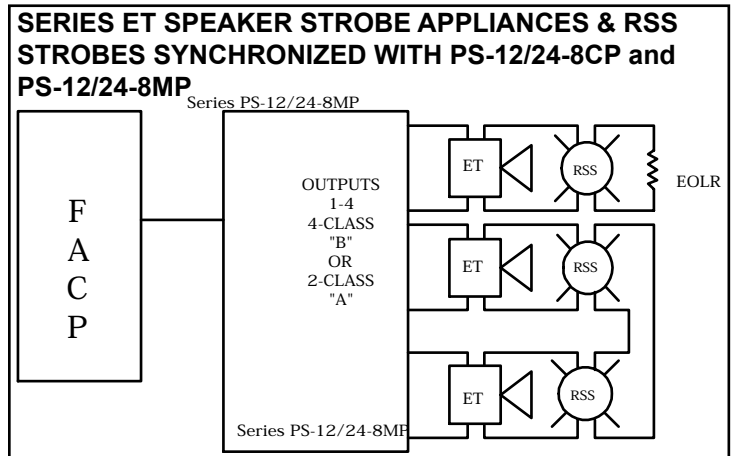 SERIES ET SPEAKER STROBE APPLIANCES & RSS
STROBES SYNCHRONIZED WITH PS-12/24-8CP and
PS-12/24-8MP
Series PS-12/24-8MP
F
A
C
P
OUTPUTS
1-4
4-CLASS
"B"
OR
2-CLASS
"A"
ET
RSS
EOLR
ET
RSS
ET
RSS
Series PS-12/24-8MP